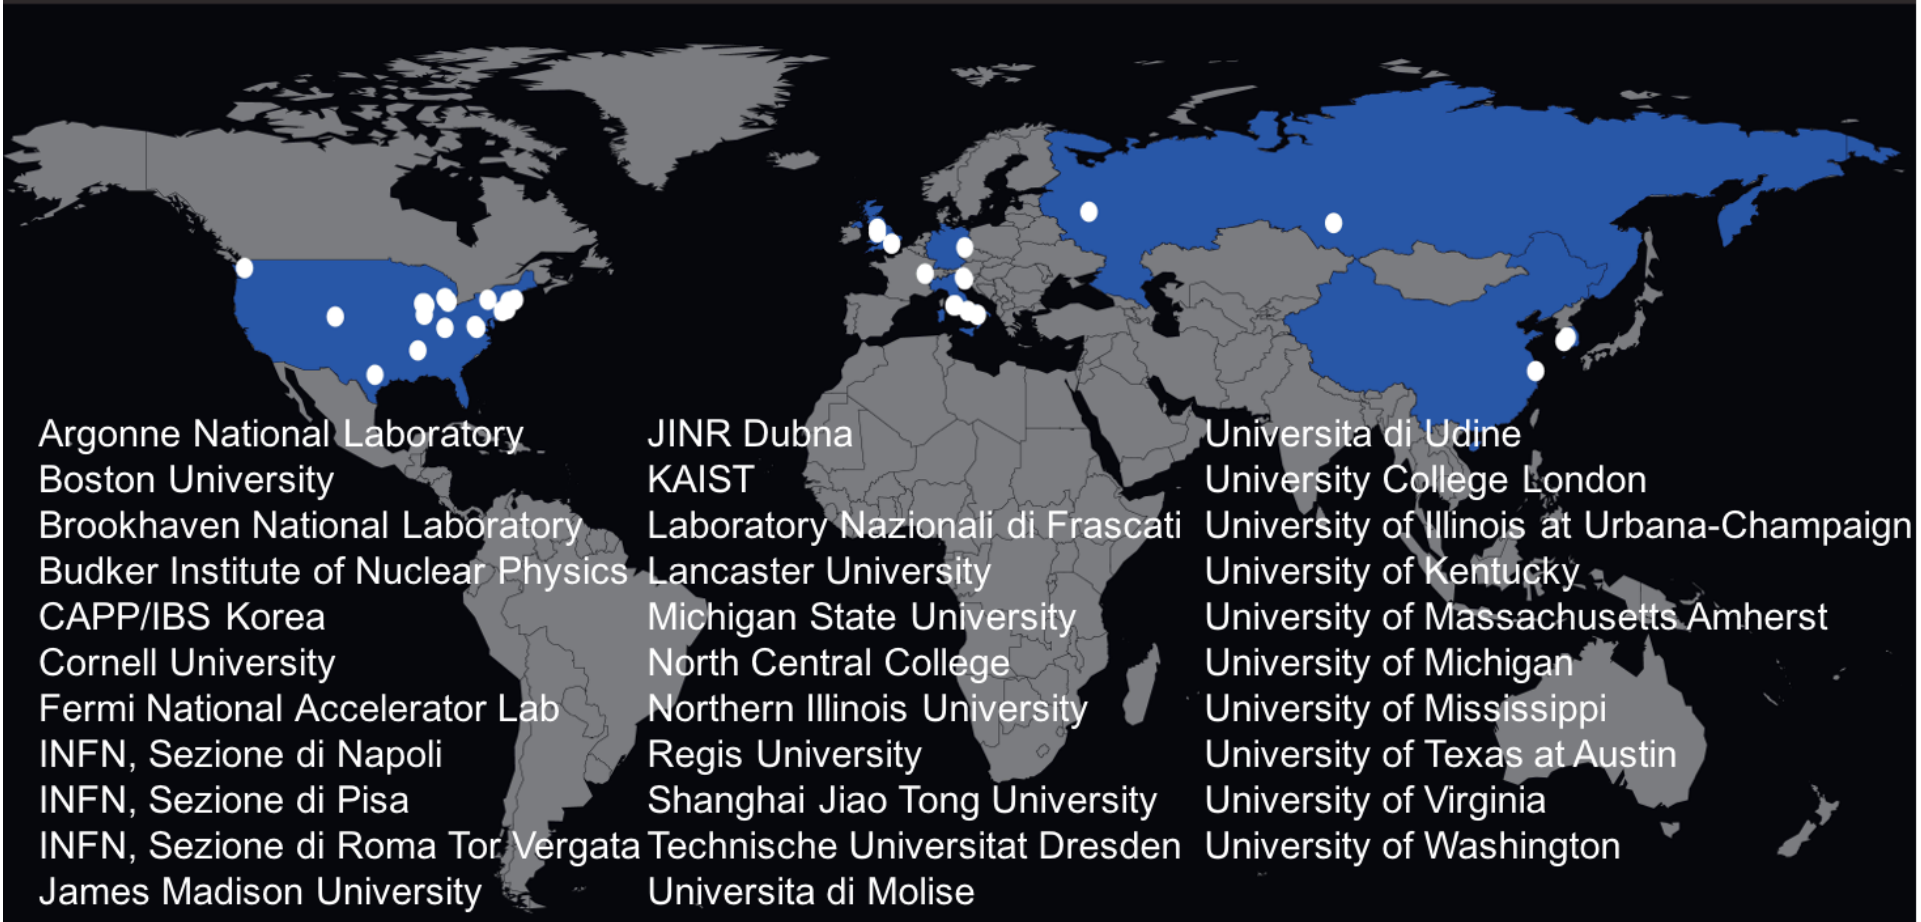 Argonne National Laboratory
Boston University
Brookhaven National Laboratory
Budker Institute of Nuclear Physics
CAPP/IBS Korea
Cornell University
Fermi National Accelerator Lab
INFN, Sezione di Napoli
INFN, Sezione di Pisa
INFN, Sezione di Roma Tor Vergata
James Madison University
JINR Dubna
KAIST
Laboratory Nazionali di Frascati
Lancaster University
Michigan State University
North Central College
Northern Illinois University
Regis University
Shanghai Jiao Tong University
Technische Universitat Dresden
Universita di Molise
Universita di Udine
University College London
University of Illinois at Urbana-Champaign
University of Kentucky
University of Massachusetts Amherst
University of Michigan
University of Mississippi
University of Texas at Austin
University of Virginia
University of Washington